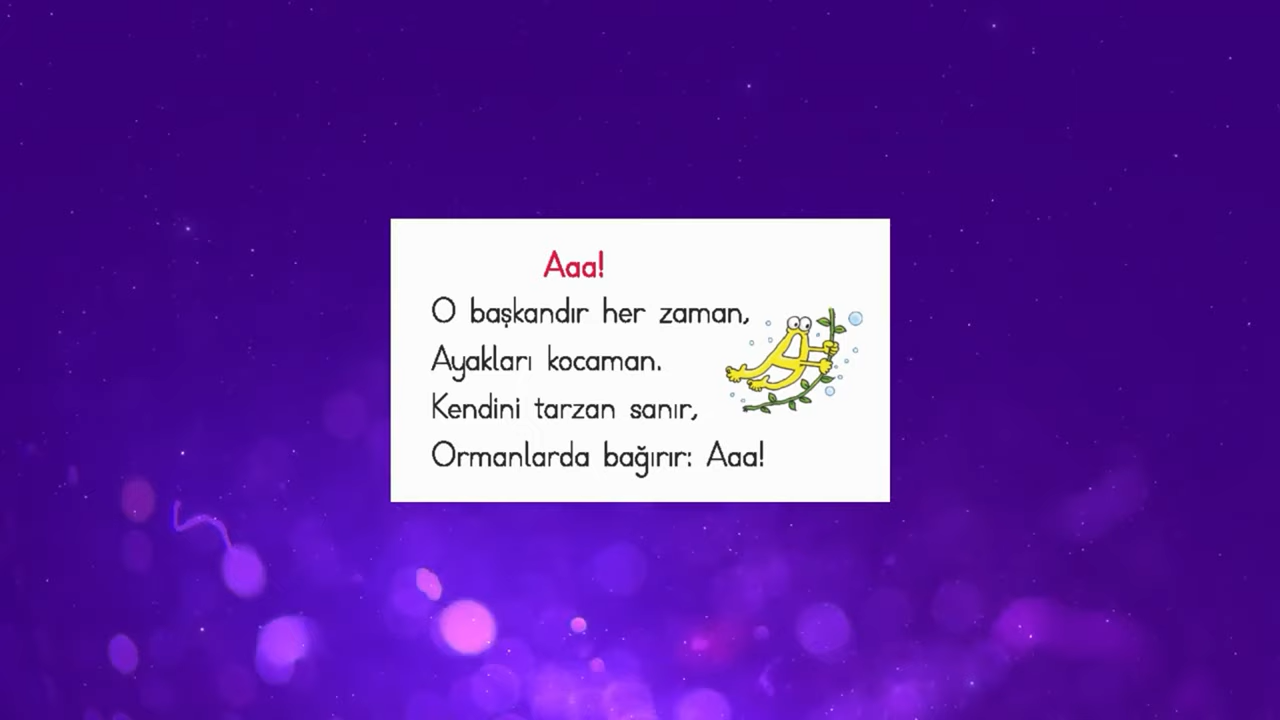 Aaa!
O başkandır her zaman,
Ayakları kocaman.
Kendini tarzan sanır,
Ormanlarda bağırır: Aaa!